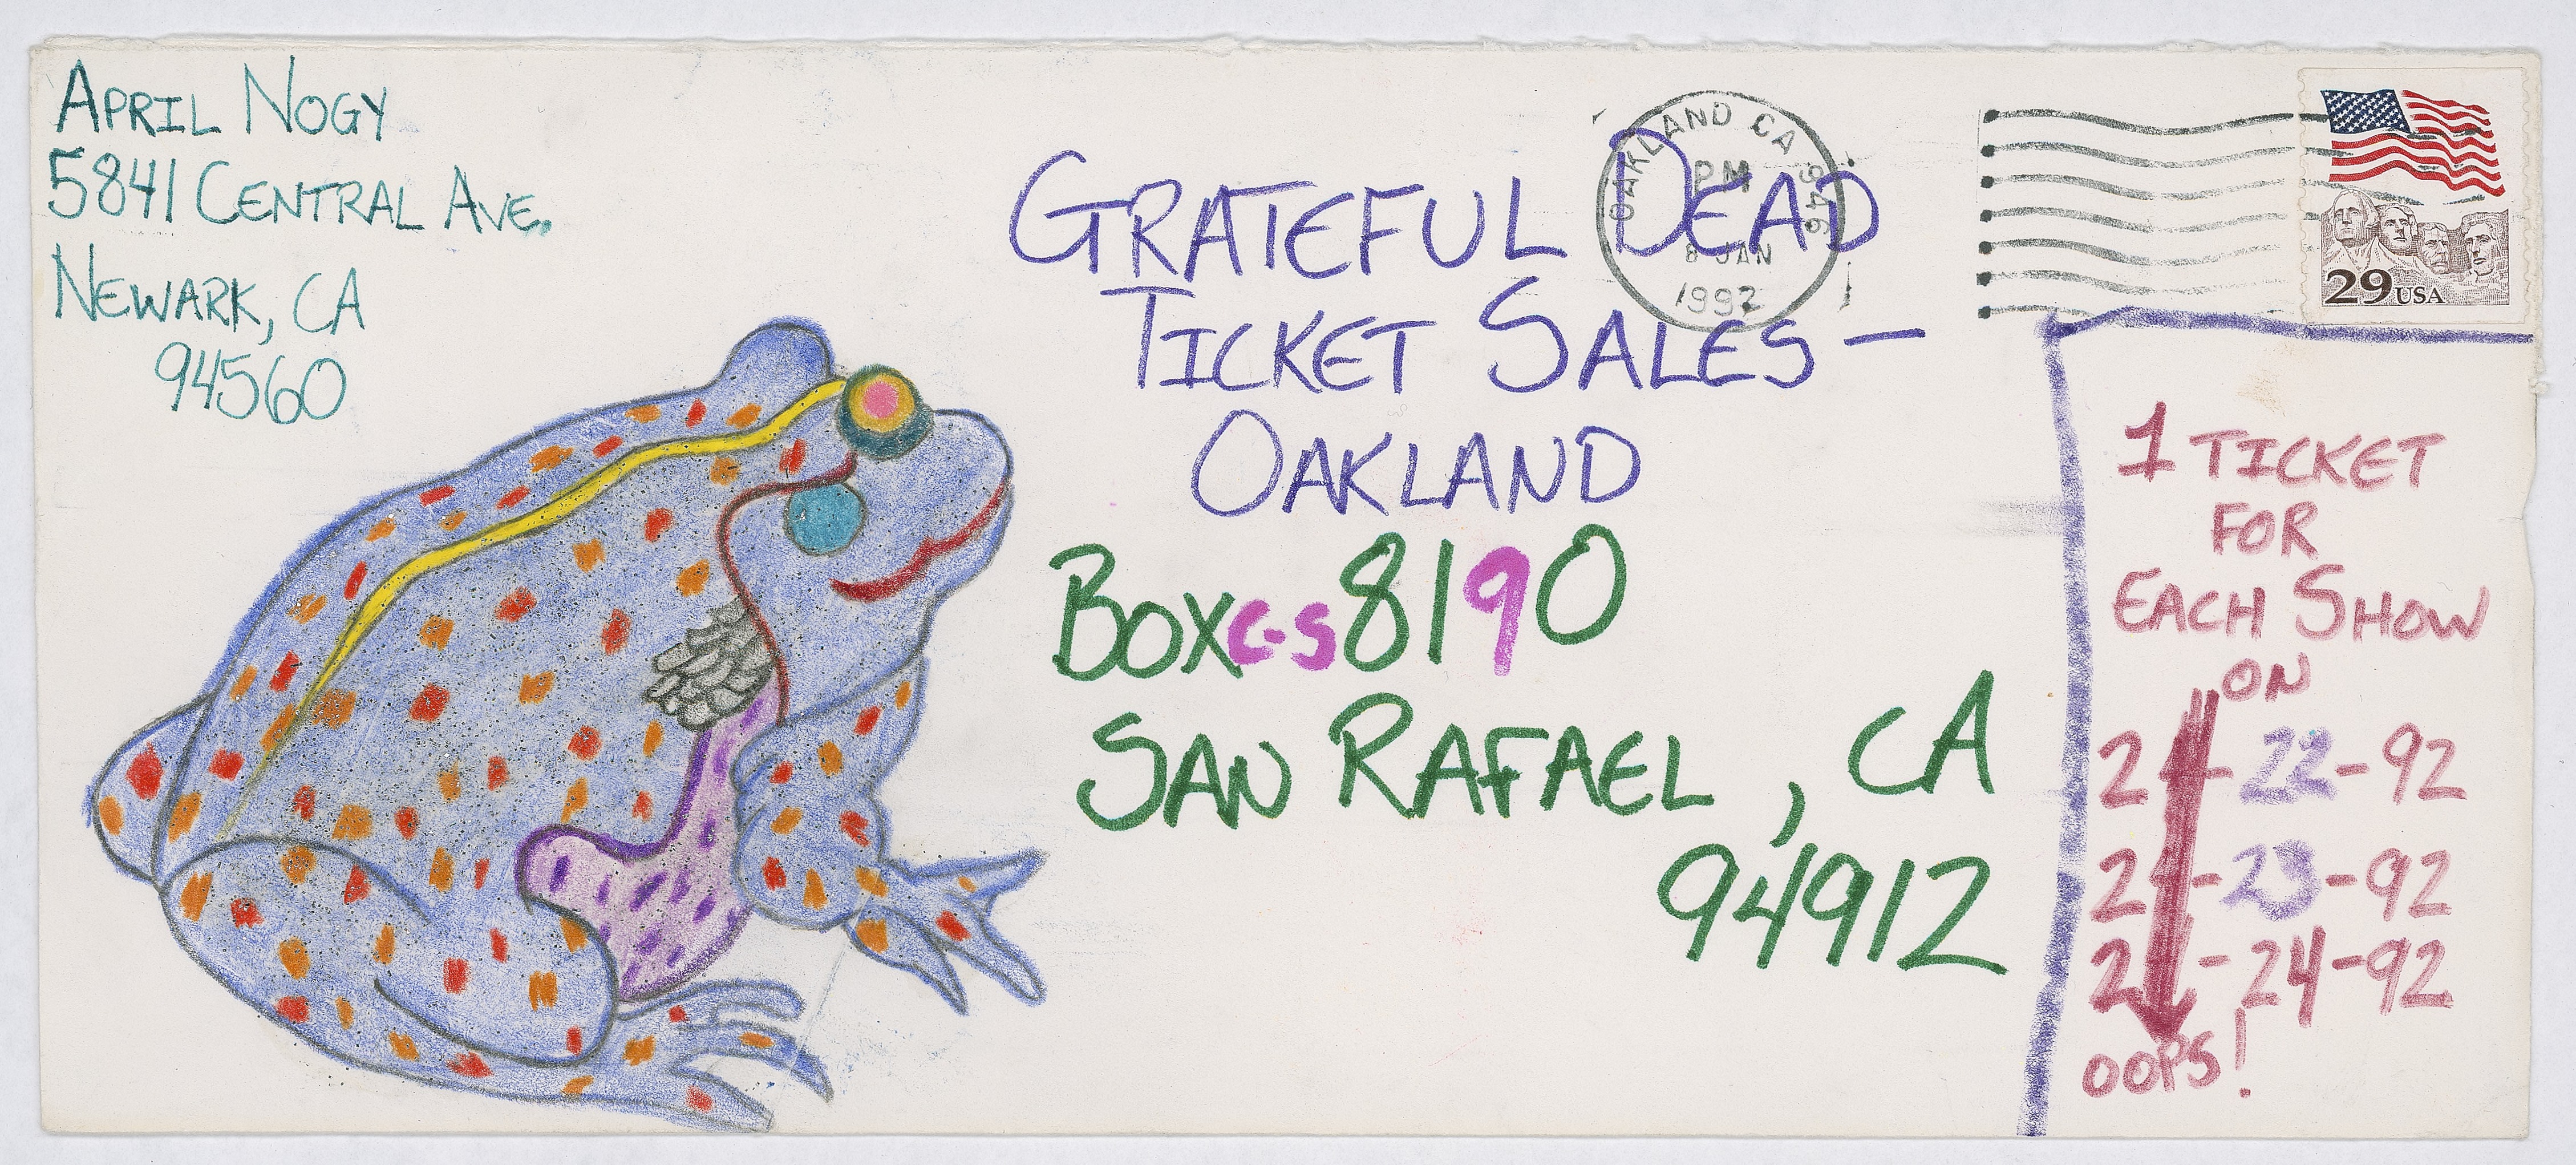 APRIL NOGY
5841 CENTRAL AVE.
NEWARK, CA
94560
OAKLAND CA 946
PM
8 JAN
1992
29 USA
GRATEFUL DEAD
TICKET SALES —
OAKLAND
BOX C-S 8190
SAN RAFAEL, CA
94912
1 TICKET
FOR
EACH SHOW
ON
2-22-92
2-23-92
2-24-92
OOPS!